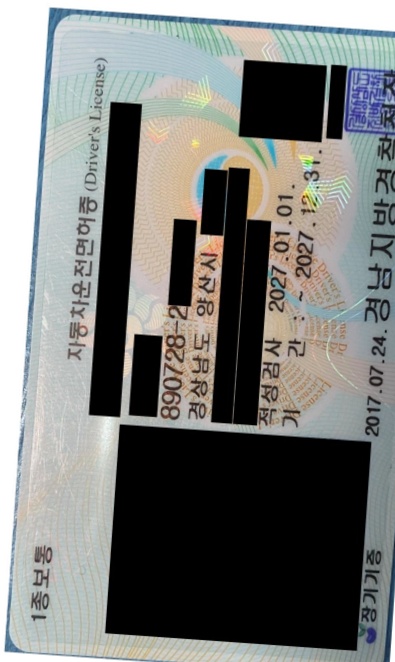 1종보통
자동차운전면허증 (Driver's License)
890728-2
경상남도 양산시
적성검사 2027.01.01.
기 간 : ~ 2027.12.31.
장기기증
2017.07.24. 경남지방경찰청장